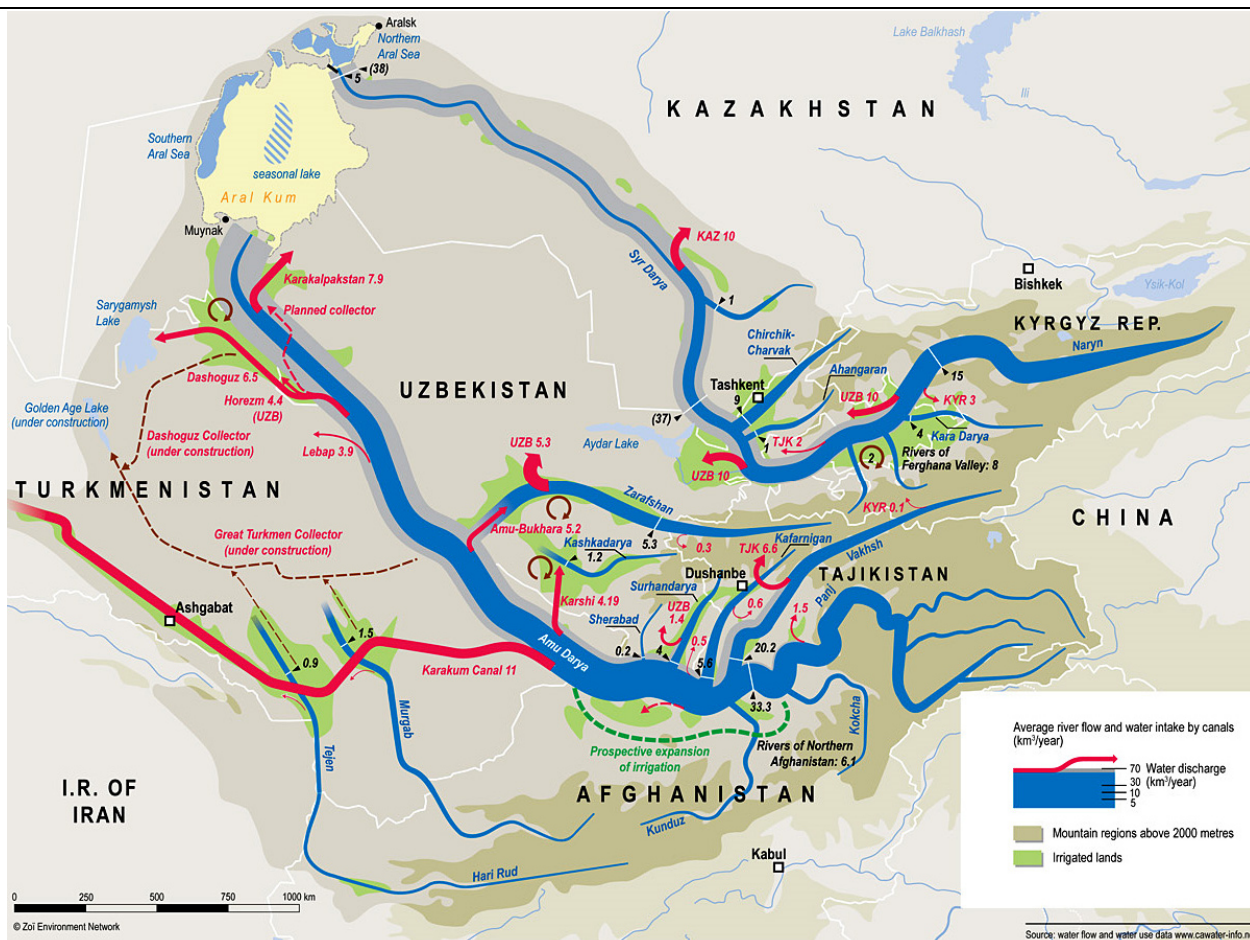 Aralsk
Northern
Aral Sea
(38)
5
Lake Balkhash
Ili
KAZAKHSTAN
Southern
Aral Sea
seasonal lake
Aral Kum
Muynak
KAZ 10
Syr Darya
1
Bishkek
Ysik-Kol
KYRGYZ REP.
Naryn
Karakalpakstan 7.9
Planned collector
Sarygamysh
Lake
Chirchik-
Charvak
Ahangaran
Tashkent
9
15
UZB 10
KYR 3
UZBEKISTAN
Dashoguz 6.5
Horezm 4.4
(UZB)
(37)
1
TJK 2
4
Kara Darya
Golden Age Lake
(under construction)
Dashoguz Collector
(under construction)
Lebap 3.9
Aydar Lake
UZB 5.3
UZB 10
2
Rivers of
Ferghana Valley: 8
TURKMENISTAN
Zarafshan
KYR 0.1
CHINA
Great Turkmen Collector
(under construction)
Amu-Bukhara 5.2
Kashkadarya
1.2
5.3
0.3
Kafarnigan
TJK 6.6
Vakhsh
Dushanbe
TAJIKISTAN
Surhandarya
Panj
Karshi 4.19
Sherabad
UZB
1.4
0.6
1.5
Ashgabat
1.5
0.9
Amu Darya
0.2
4
0.5
5.6
20.2
Karakum Canal 11
33.3
Murgab
Tejen
Kokcha
Prospective expansion
of irrigation
Rivers of Northern
Afghanistan: 6.1
I.R. OF
IRAN
AFGHANISTAN
Kunduz
Hari Rud
Kabul
Average river flow and water intake by canals
(km³/year)
70
30
10
5
Water discharge
(km³/year)
Mountain regions above 2000 metres
Irrigated lands
0 250 500 750 1000 km
© Zoï Environment Network
Source: water flow and water use data www.cawater-info.ne